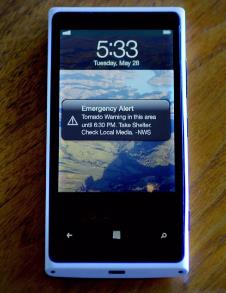 5:33
Tuesday, May 28
Emergency Alert
Tornado Warning in this area
until 6:30 PM. Take Shelter.
Check Local Media. -NWS